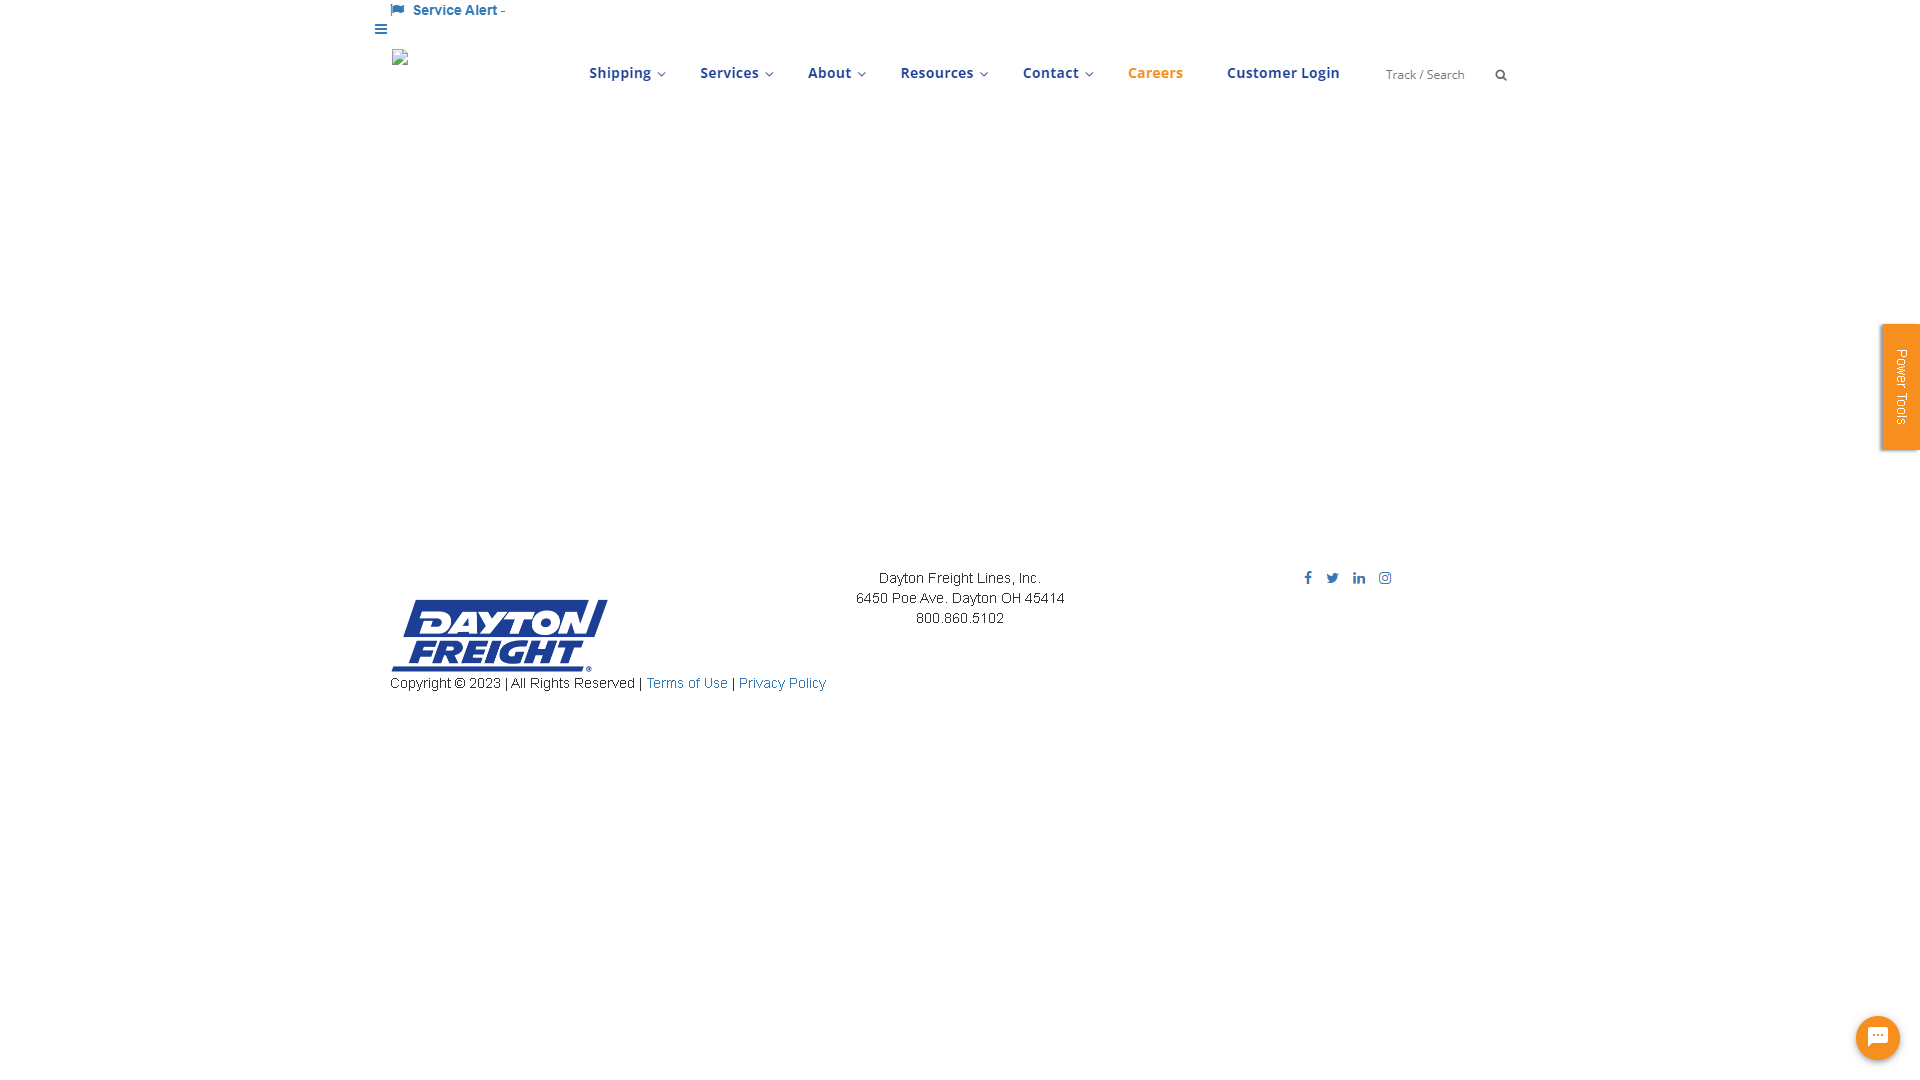 Service Alert -
Shipping Services About Resources Contact Careers Customer Login Track / Search
Power Tools
Dayton Freight Lines, Inc.
6450 Poe Ave. Dayton OH 45414
800.860.5102
DAYTON
FREIGHT®
Copyright © 2023 | All Rights Reserved | Terms of Use | Privacy Policy